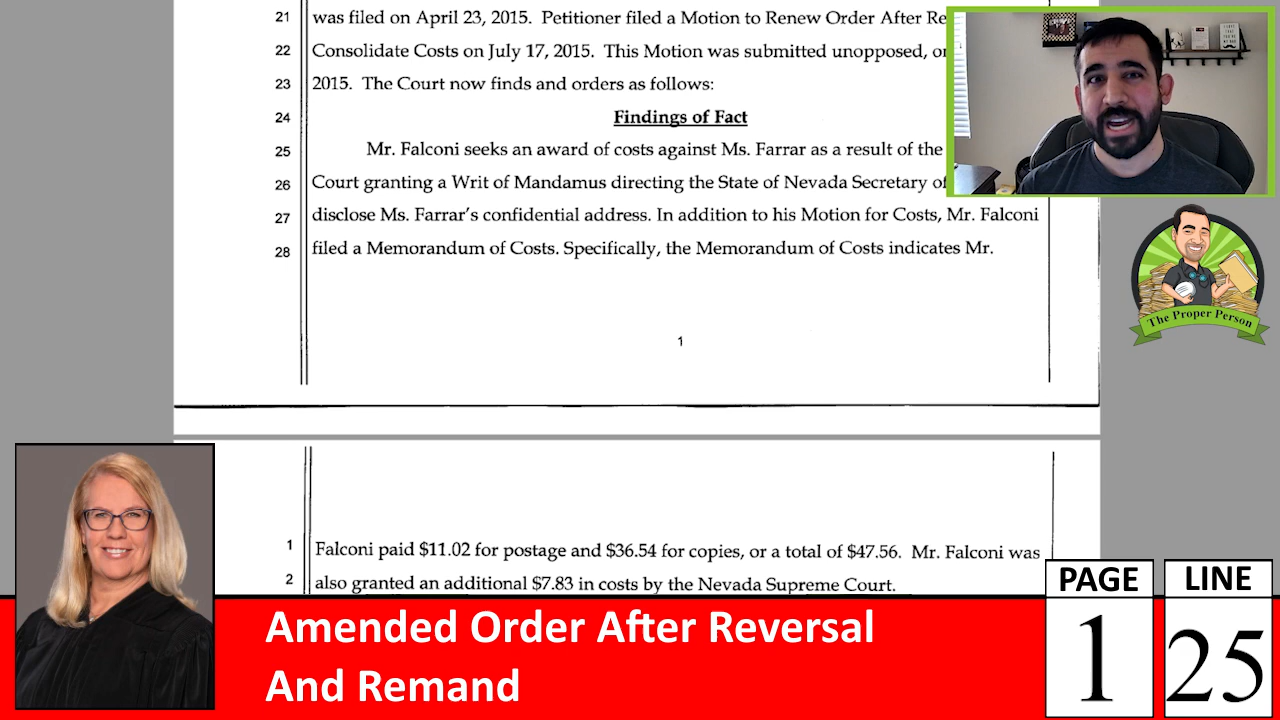 21 was filed on April 23, 2015. Petitioner filed a Motion to Renew Order After Re
22 Consolidate Costs on July 17, 2015. This Motion was submitted unopposed, or
23 2015. The Court now finds and orders as follows:
24 Findings of Fact
25 Mr. Falconi seeks an award of costs against Ms. Farrar as a result of the
26 Court granting a Writ of Mandamus directing the State of Nevada Secretary of
27 disclose Ms. Farrar's confidential address. In addition to his Motion for Costs, Mr. Falconi
28 filed a Memorandum of Costs. Specifically, the Memorandum of Costs indicates Mr.
1
The Proper Person
1 Falconi paid $11.02 for postage and $36.54 for copies, or a total of $47.56. Mr. Falconi was
2 also granted an additional $7.83 in costs by the Nevada Supreme Court.
PAGE LINE
1 25
Amended Order After Reversal
And Remand